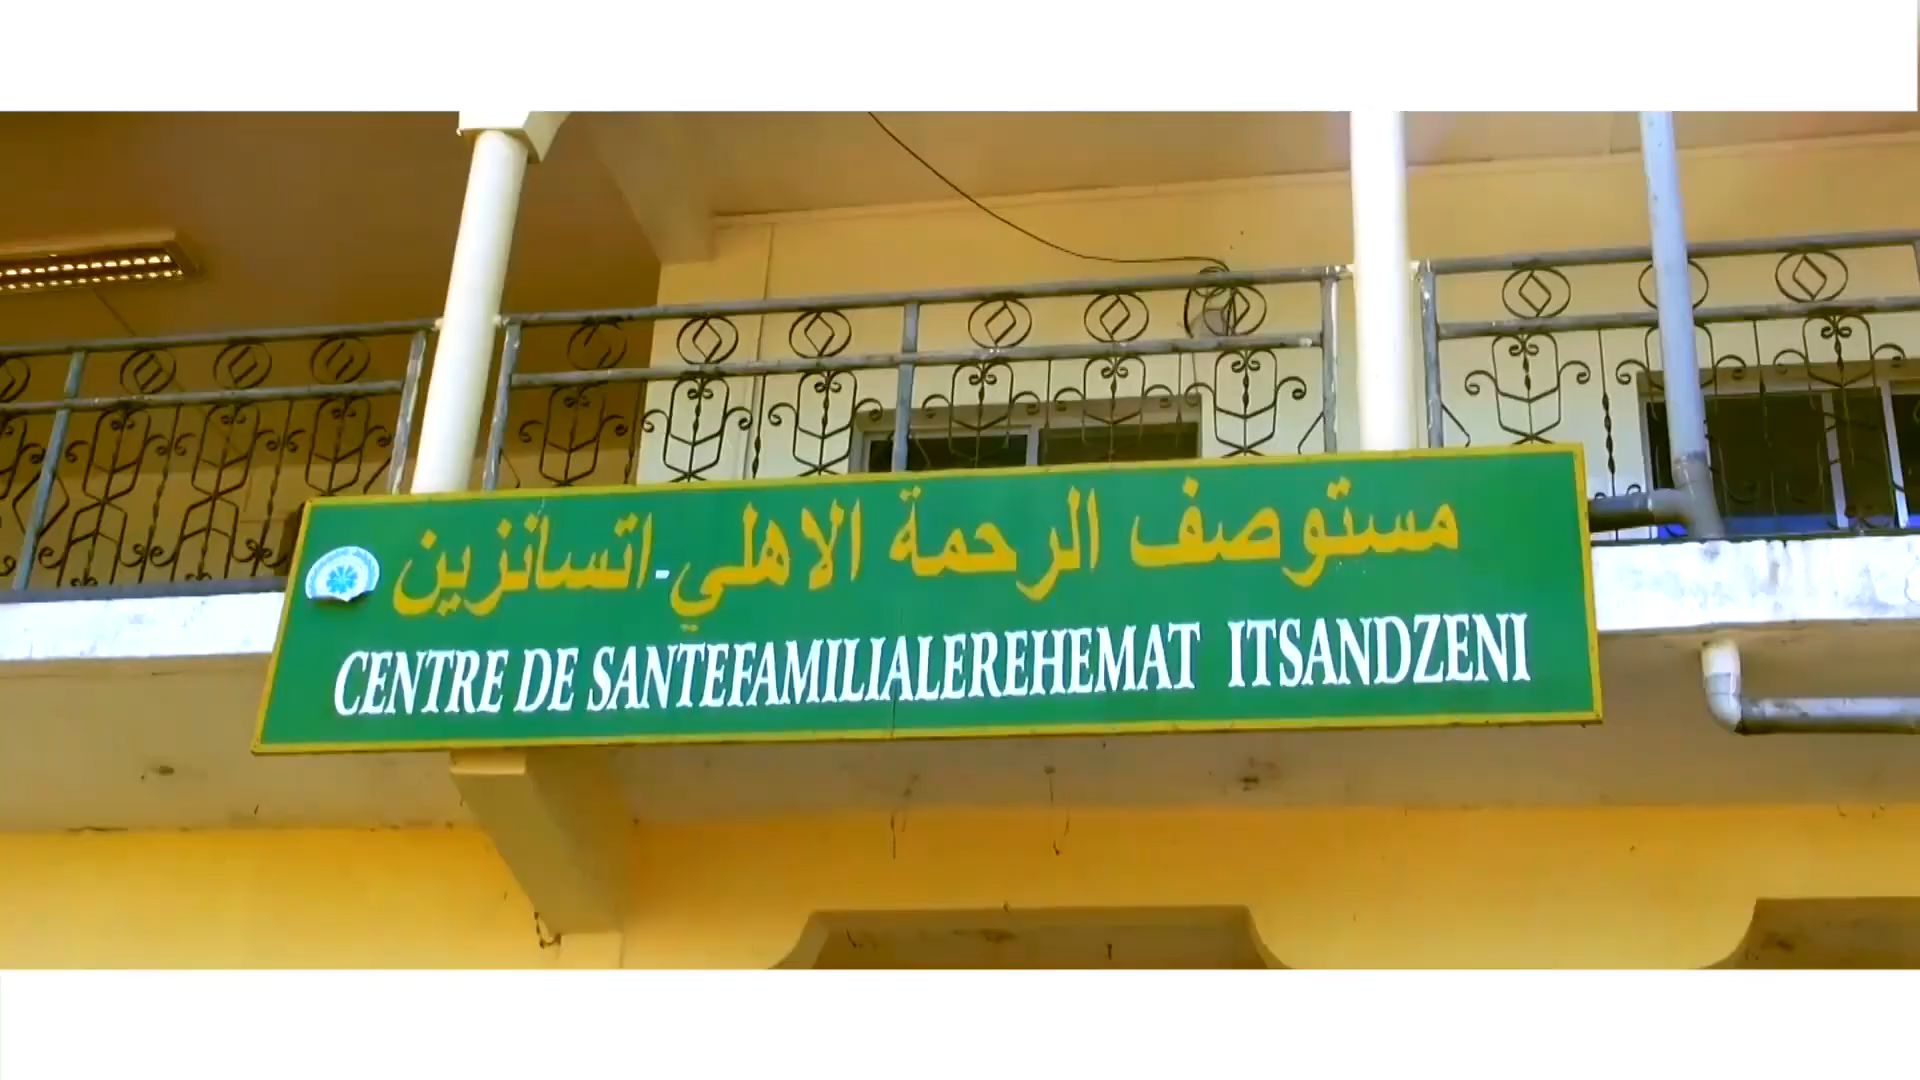 مستوصف الرحمة الاهلي-اتسانزين
CENTRE DE SANTEFAMILIALEREHEMAT ITSANDZENI